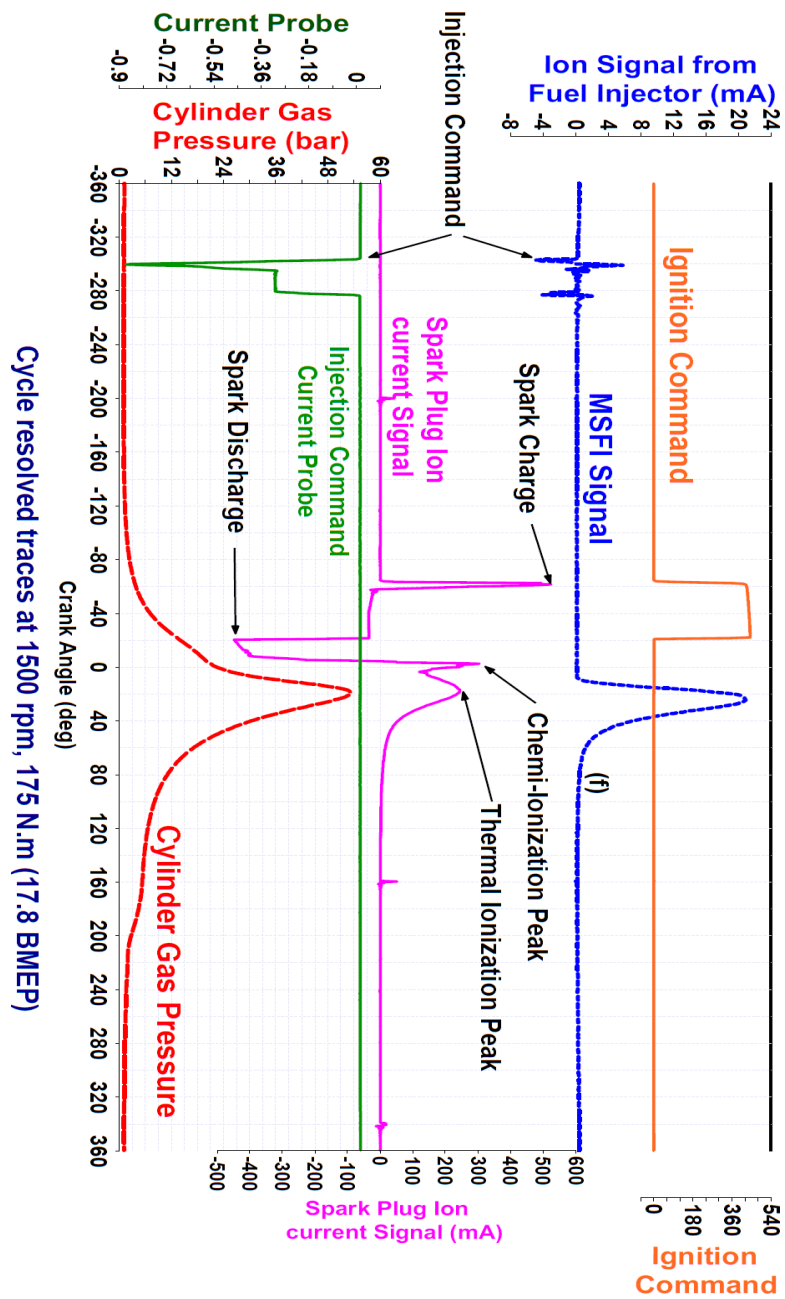 Current Probe
-0.9
-0.72
-0.54
-0.36
-0.18
0
Cylinder Gas
Pressure (bar)
0
12
24
36
48
60
Injection Command
Ion Signal from
Fuel Injector (mA)
-8
-4
0
4
8
12
16
20
24
-360
-320
-280
-240
-200
-160
-120
-80
-40
0
40
80
120
160
200
240
280
320
360
Crank Angle (deg)
Ignition Command
MSFI Signal
Spark Charge
Spark Plug Ion
current Signal
Injection Command
Current Probe
Spark Discharge
(f)
Chemi-Ionization Peak
Thermal Ionization Peak
Cylinder Gas Pressure
-500
-400
-300
-200
-100
0
100
200
300
400
500
600
Spark Plug Ion
current Signal (mA)
0
180
360
540
Ignition
Command
Cycle resolved traces at 1500 rpm, 175 N.m (17.8 BMEP)